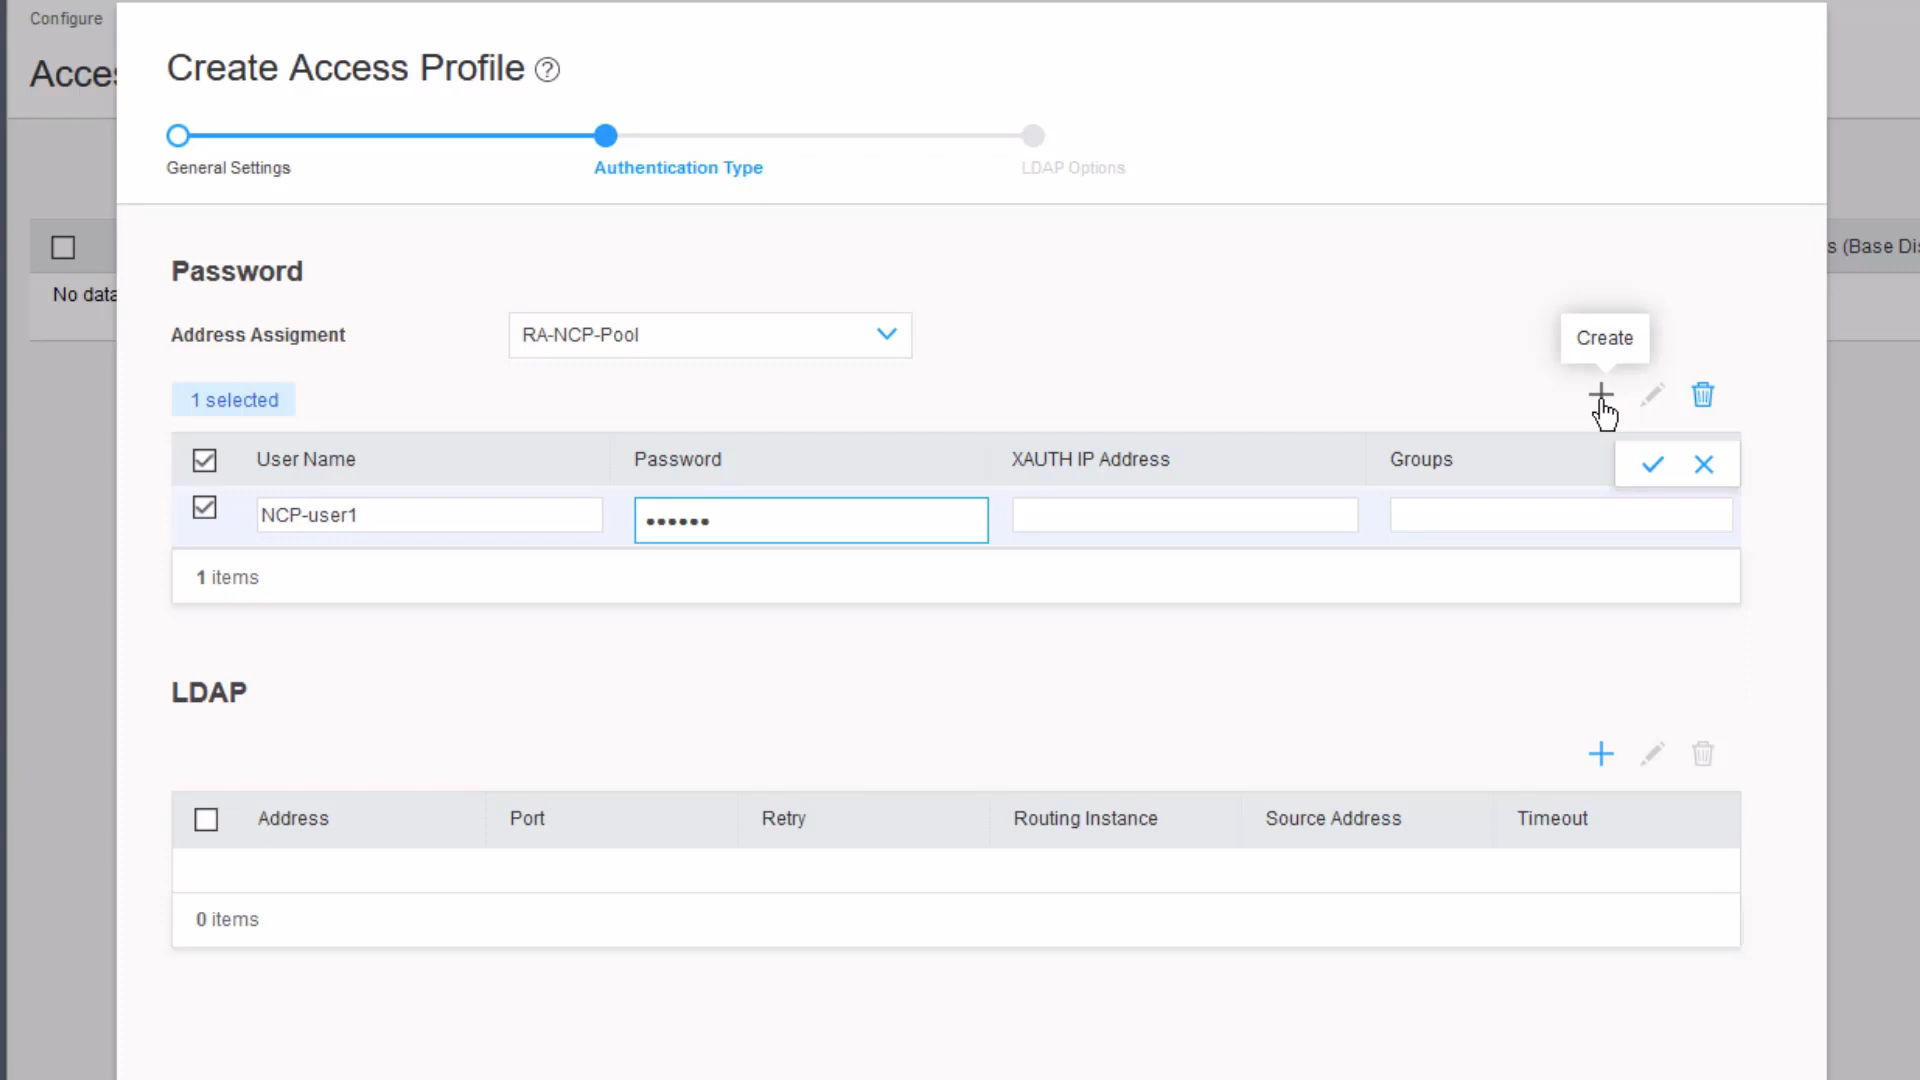 Configure
Acces
Create Access Profile ?
General Settings
Authentication Type
LDAP Options
s (Base Dis
No data
Password
Address Assigment
RA-NCP-Pool
Create
1 selected
User Name
Password
XAUTH IP Address
Groups
NCP-user1
••••••
1 items
LDAP
Address
Port
Retry
Routing Instance
Source Address
Timeout
0 items